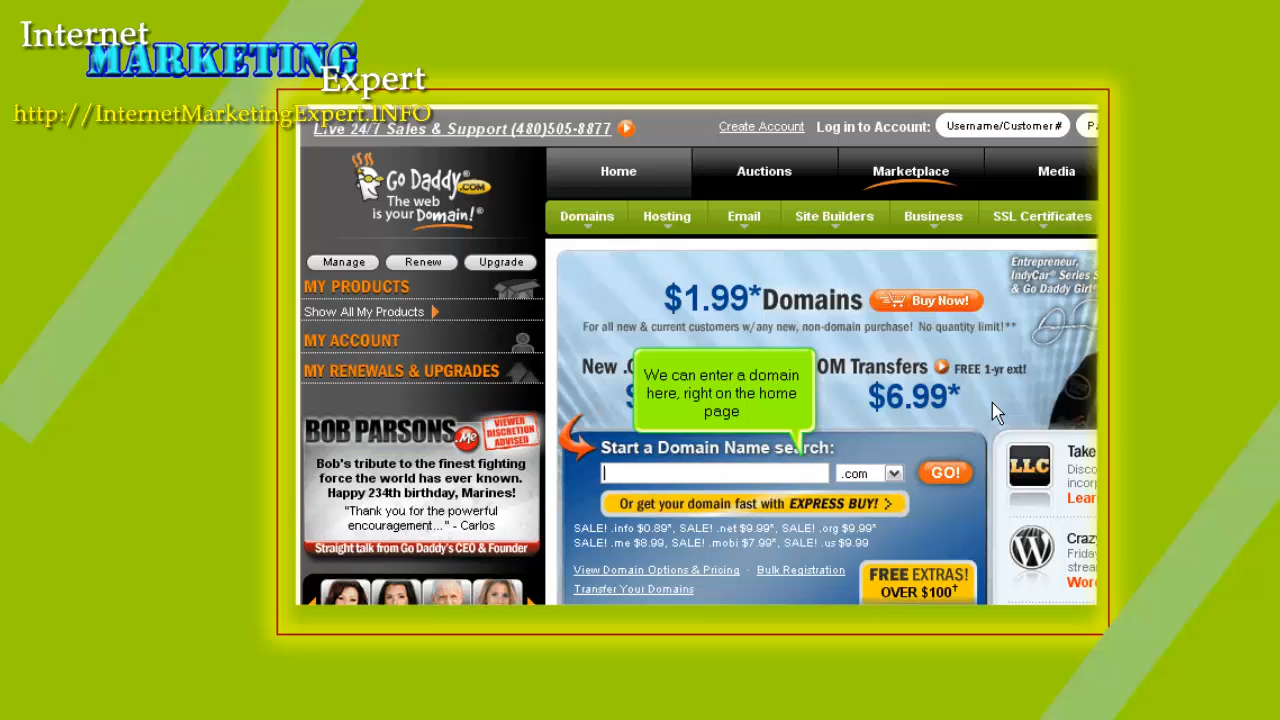 Internet
MARKETING
Expert
http://InternetMarketingExpert.INFO
Live 24/7 Sales & Support (480)505-8877
Create Account Log in to Account: Username/Customer #
Go Daddy .COM
The web
is your Domain!
Home Auctions Marketplace Media
Domains Hosting Email Site Builders Business SSL Certificates
Manage Renew Upgrade
MY PRODUCTS
Show All My Products
MY ACCOUNT
MY RENEWALS & UPGRADES
BOB PARSONS.Me
VIEWER
DISCRETION
ADVISED
Bob's tribute to the finest fighting
force the world has ever known.
Happy 234th birthday, Marines!
"Thank you for the powerful
encouragement..." - Carlos
Straight talk from Go Daddy's CEO & Founder
Entrepreneur,
IndyCar® Series
& Go Daddy Girl
$1.99* Domains Buy Now!
For all new & current customers w/any new, non-domain purchase! No quantity limit!**
New Transfers FREE 1-yr ext!
$6.99*
We can enter a domain
here, right on the home
page
Start a Domain Name search:
.com GO!
Or get your domain fast with EXPRESS BUY!
SALE! .info $0.89*, SALE! .net $9.99*, SALE! .org $9.99*
SALE! .me $8.99, SALE! .mobi $7.99*, SALE! .us $9.99
View Domain Options & Pricing · Bulk Registration
Transfer Your Domains
FREE EXTRAS!
OVER $100†
LLC
Take